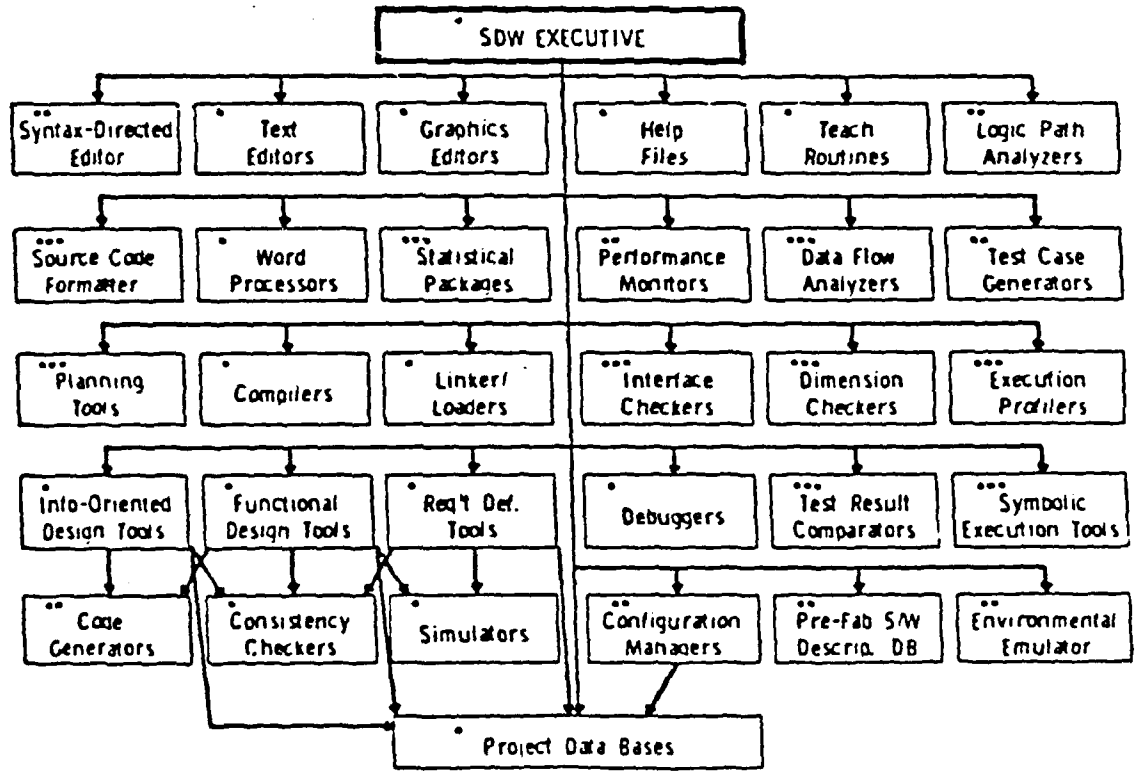 • SDW EXECUTIVE
•• Syntax-Directed
Editor
• Text
Editors
• Graphics
Editors
• Help
Files
• Teach
Routines
•• Logic Path
Analyzers
••• Source Code
Formatter
• Word
Processors
••• Statistical
Packages
•• Performance
Monitors
••• Data Flow
Analyzers
•• Test Case
Generators
••• Planning
Tools
• Compilers
• Linker/
Loaders
••• Interface
Checkers
••• Dimension
Checkers
••• Execution
Profilers
• Info-Oriented
Design Tools
• Functional
Design Tools
• Req't Def.
Tools
• Debuggers
••• Test Result
Comparators
••• Symbolic
Execution Tools
•• Code
Generators
• Consistency
Checkers
• Simulators
•• Configuration
Managers
•• Pre-Fab S/W
Descrip. DB
•• Environmental
Emulator
• Project Data Bases